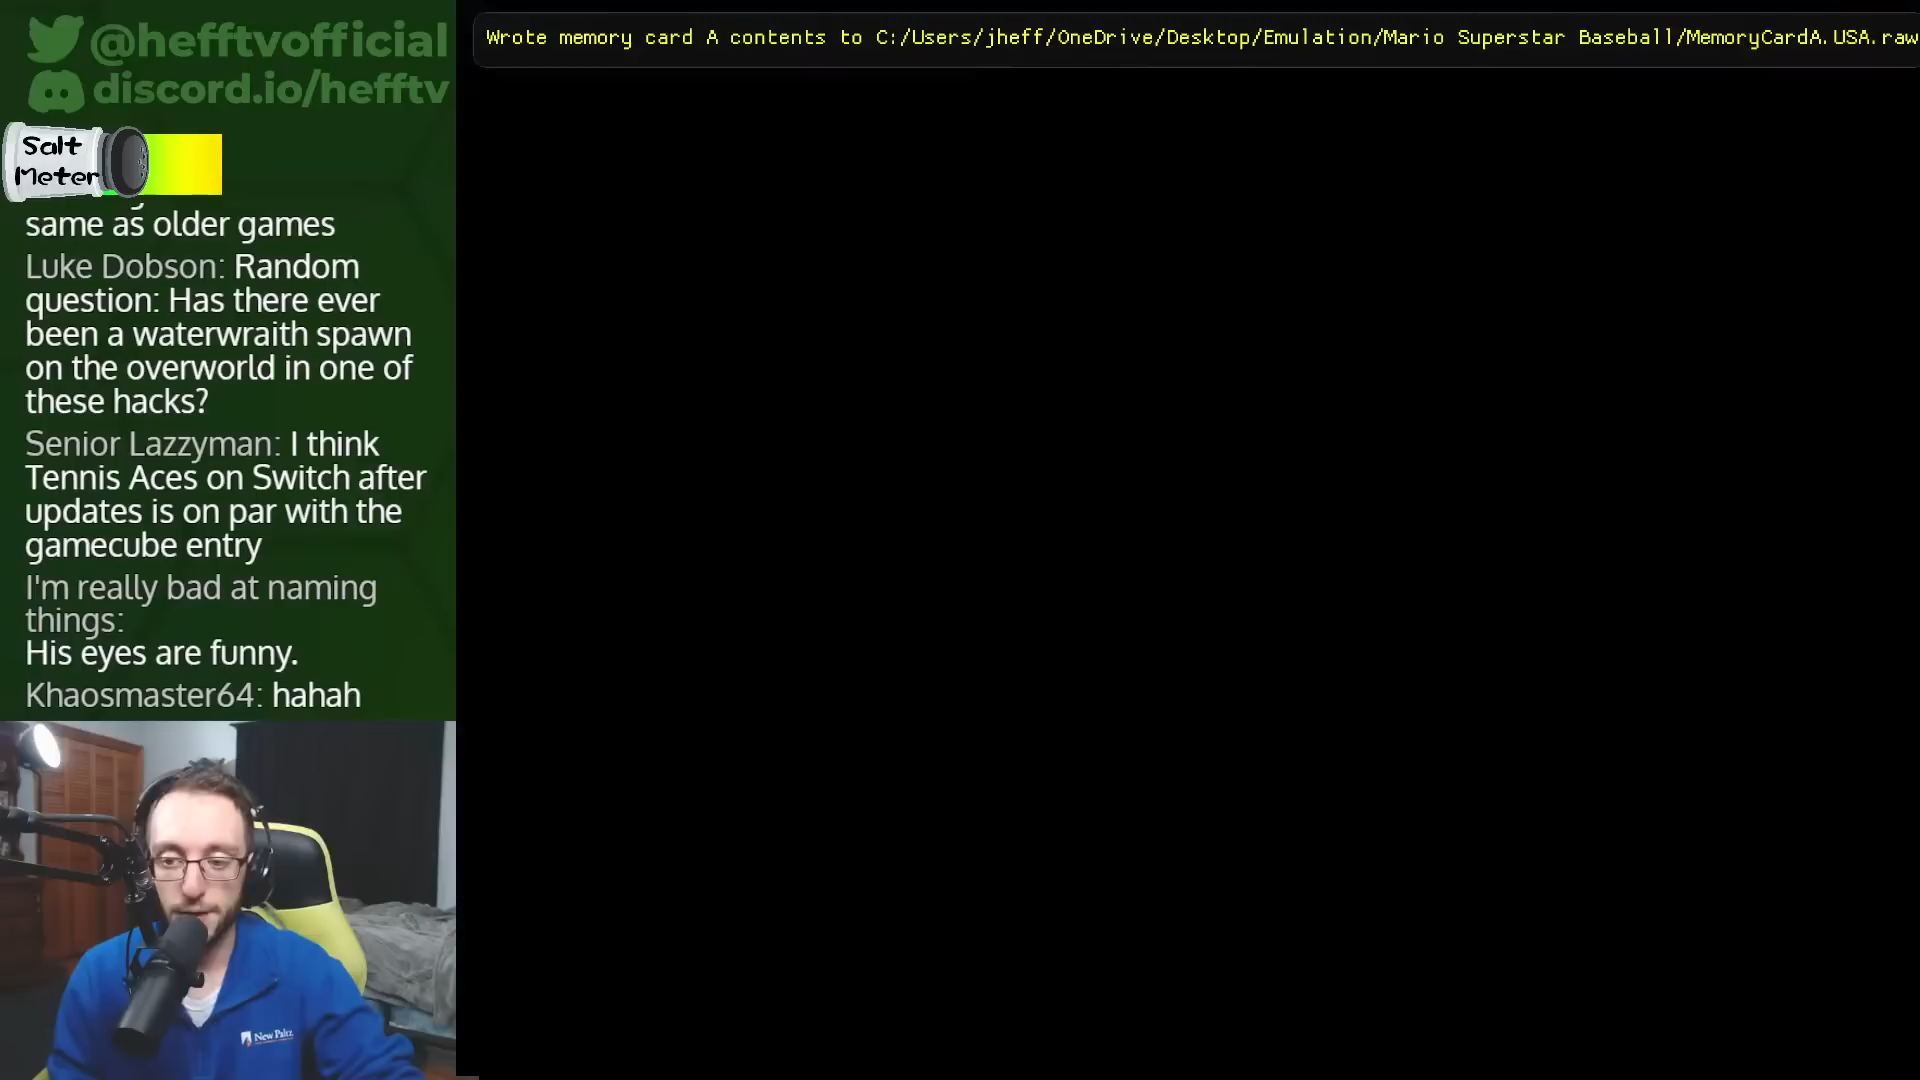 @hefftvofficial
discord.io/hefftv
Salt
Meter
same as older games
Luke Dobson: Random
question: Has there ever
been a waterwraith spawn
on the overworld in one of
these hacks?
Senior Lazzyman: I think
Tennis Aces on Switch after
updates is on par with the
gamecube entry
I'm really bad at naming
things:
His eyes are funny.
Khaosmaster64: hahah
Wrote memory card A contents to C:/Users/jheff/OneDrive/Desktop/Emulation/Mario Superstar Baseball/MemoryCardA.USA.raw
New Paltz